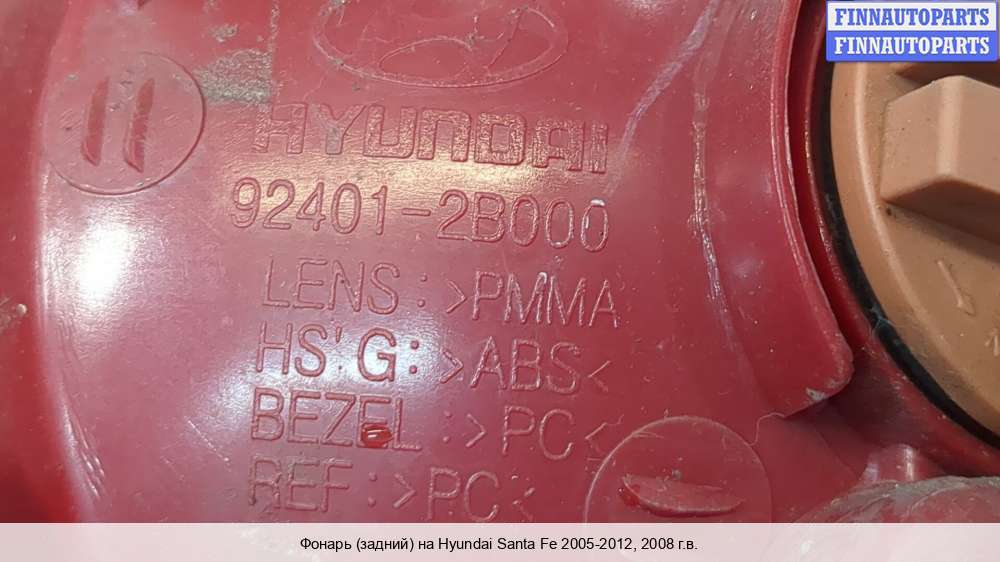 FINNAUTOPARTS
FINNAUTOPARTS
HYUNDAI
92401-2B000
LENS:>PMMA
HS'G:>ABS<
BEZEL:>PC<
REF:>PC<
Фонарь (задний) на Hyundai Santa Fe 2005-2012, 2008 г.в.